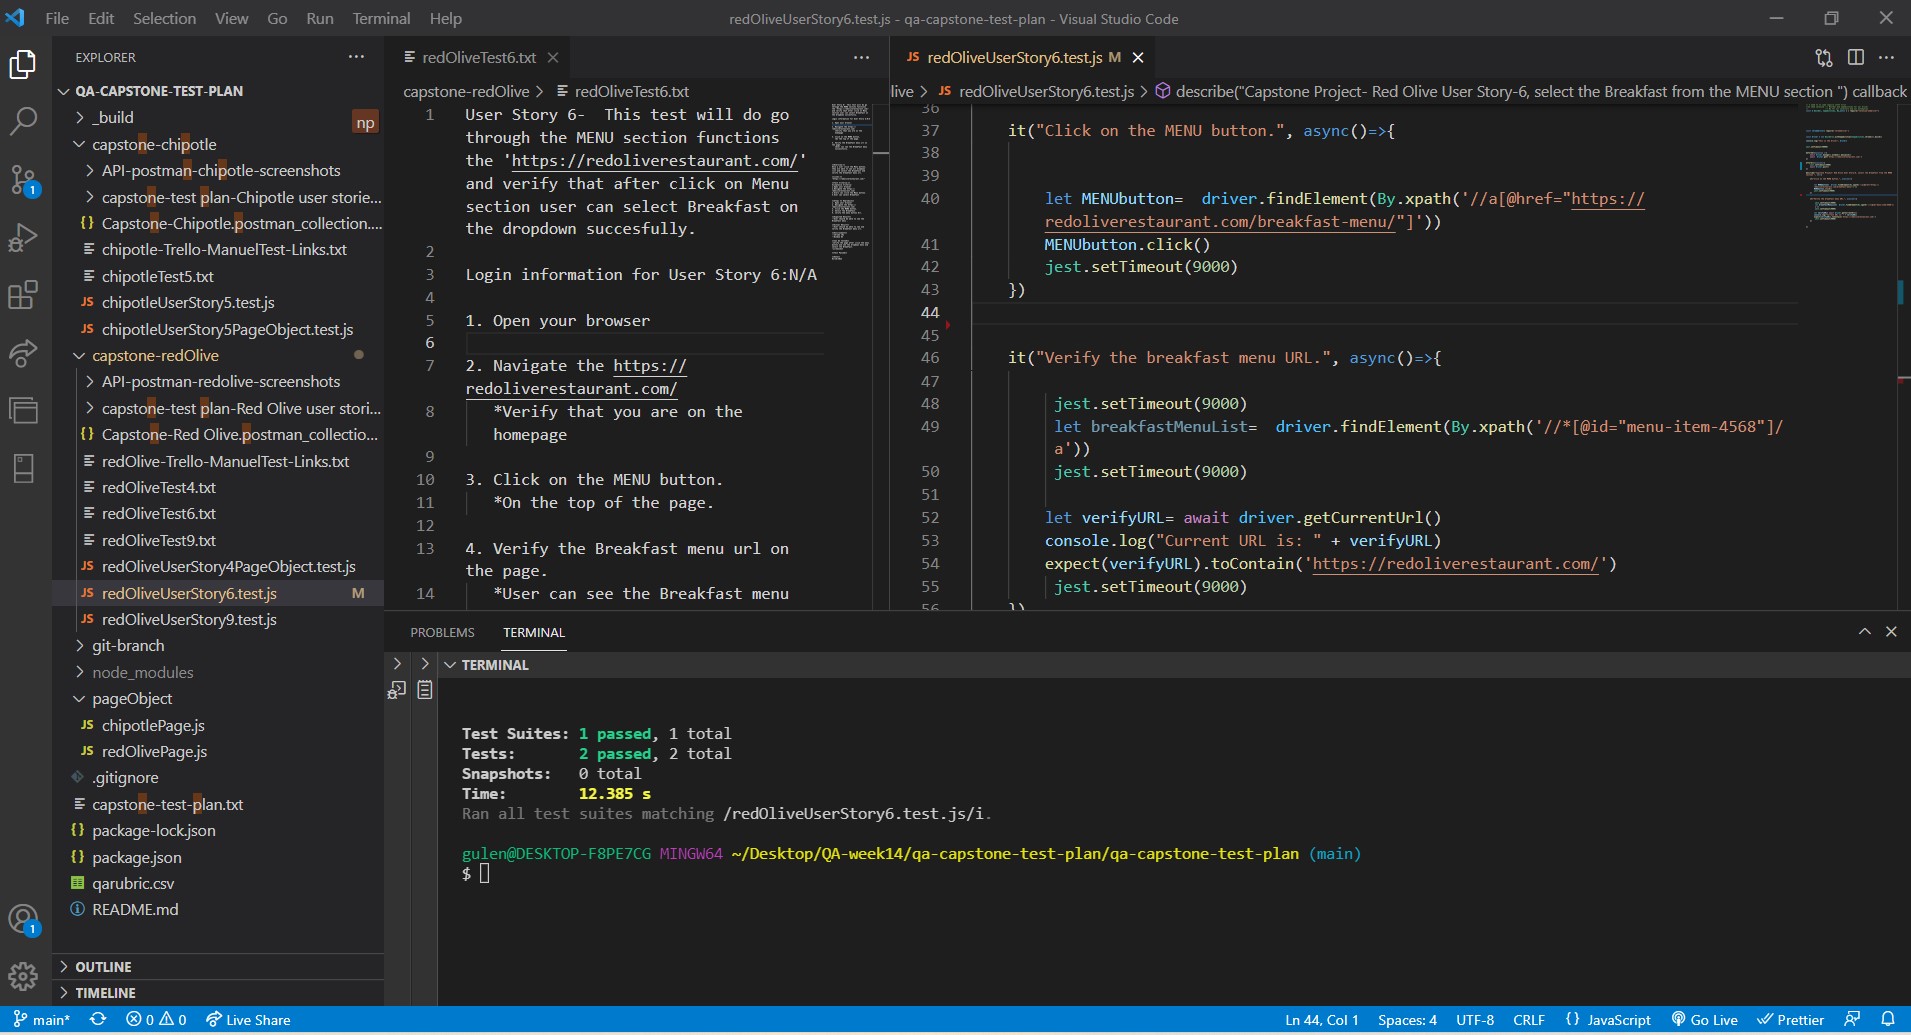 File Edit Selection View Go Run Terminal Help
redOliveUserStory6.test.js - qa-capstone-test-plan - Visual Studio Code
EXPLORER
QA-CAPSTONE-TEST-PLAN
_build
np
capstone-chipotle
API-postman-chipotle-screenshots
capstone-test plan-Chipotle user storie...
{} Capstone-Chipotle.postman_collection....
chipotle-Trello-ManuelTest-Links.txt
chipotleTest5.txt
JS chipotleUserStory5.test.js
JS chipotleUserStory5PageObject.test.js
capstone-redOlive
API-postman-redolive-screenshots
capstone-test plan-Red Olive user stori...
{} Capstone-Red Olive.postman_collectio...
redOlive-Trello-ManuelTest-Links.txt
redOliveTest4.txt
redOliveTest6.txt
redOliveTest9.txt
JS redOliveUserStory4PageObject.test.js
JS redOliveUserStory6.test.js M
JS redOliveUserStory9.test.js
git-branch
node_modules
pageObject
JS chipotlePage.js
JS redOlivePage.js
.gitignore
capstone-test-plan.txt
{} package-lock.json
{} package.json
qarubric.csv
README.md
OUTLINE
TIMELINE
1
1
redOliveTest6.txt
capstone-redOlive > redOliveTest6.txt
1 User Story 6- This test will do go
through the MENU section functions
the 'https://redoliverestaurant.com/'
and verify that after click on Menu
section user can select Breakfast on
the dropdown succesfully.
2
3 Login information for User Story 6:N/A
4
5 1. Open your browser
6
7 2. Navigate the https://
redoliverestaurant.com/
8 *Verify that you are on the
homepage
9
10 3. Click on the MENU button.
11 *On the top of the page.
12
13 4. Verify the Breakfast menu url on
the page.
14 *User can see the Breakfast menu
JS redOliveUserStory6.test.js M
live > JS redOliveUserStory6.test.js > describe("Capstone Project- Red Olive User Story-6, select the Breakfast from the MENU section ") callback
36
37 it("Click on the MENU button.", async()=>{
38
39
40 let MENUbutton= driver.findElement(By.xpath('//a[@href="https://
redoliverestaurant.com/breakfast-menu/"]'))
41 MENUbutton.click()
42 jest.setTimeout(9000)
43 })
44
45
46 it("Verify the breakfast menu URL.", async()=>{
47
48 jest.setTimeout(9000)
49 let breakfastMenuList= driver.findElement(By.xpath('//*[@id="menu-item-4568"]/
a'))
50 jest.setTimeout(9000)
51
52 let verifyURL= await driver.getCurrentUrl()
53 console.log("Current URL is: " + verifyURL)
54 expect(verifyURL).toContain('https://redoliverestaurant.com/')
55 jest.setTimeout(9000)
56 })
PROBLEMS TERMINAL
TERMINAL
Test Suites: 1 passed, 1 total
Tests: 2 passed, 2 total
Snapshots: 0 total
Time: 12.385 s
Ran all test suites matching /redOliveUserStory6.test.js/i.
gulen@DESKTOP-F8PE7CG MINGW64 ~/Desktop/QA-week14/qa-capstone-test-plan/qa-capstone-test-plan (main)
$
main* 0 0 Live Share
Ln 44, Col 1 Spaces: 4 UTF-8 CRLF {} JavaScript Go Live Prettier